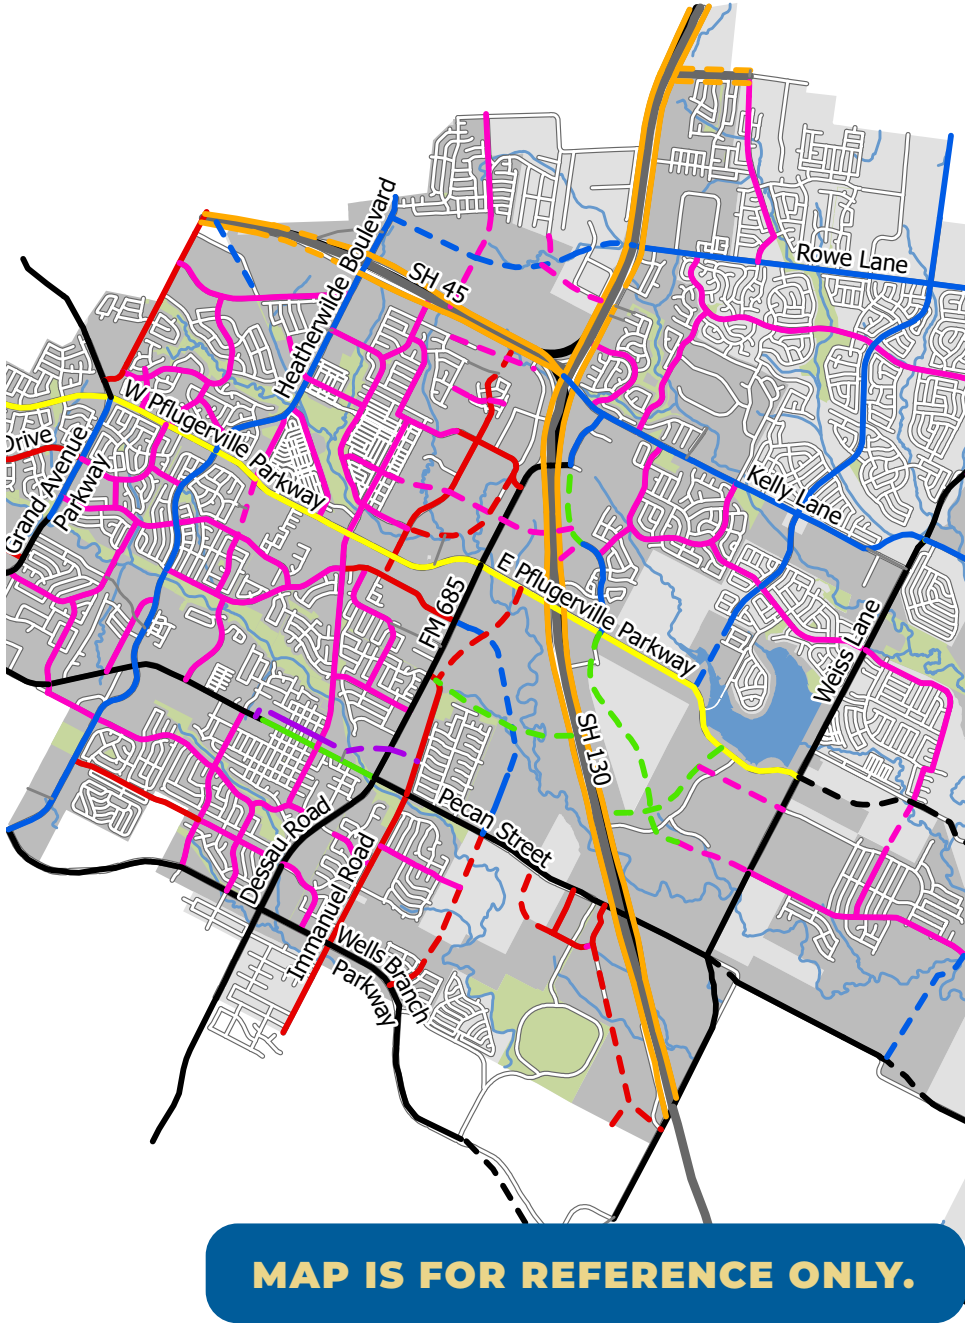 Rowe Lane
Heatherwilde Boulevard
SH 45
W Pflugerville Parkway
Drive
Grand Avenue
Parkway
Kelly Lane
E Pflugerville Parkway
FM 685
Weiss Lane
SH 130
Pecan Street
Dessau Road
Immanuel Road
Wells Branch
Parkway
MAP IS FOR REFERENCE ONLY.